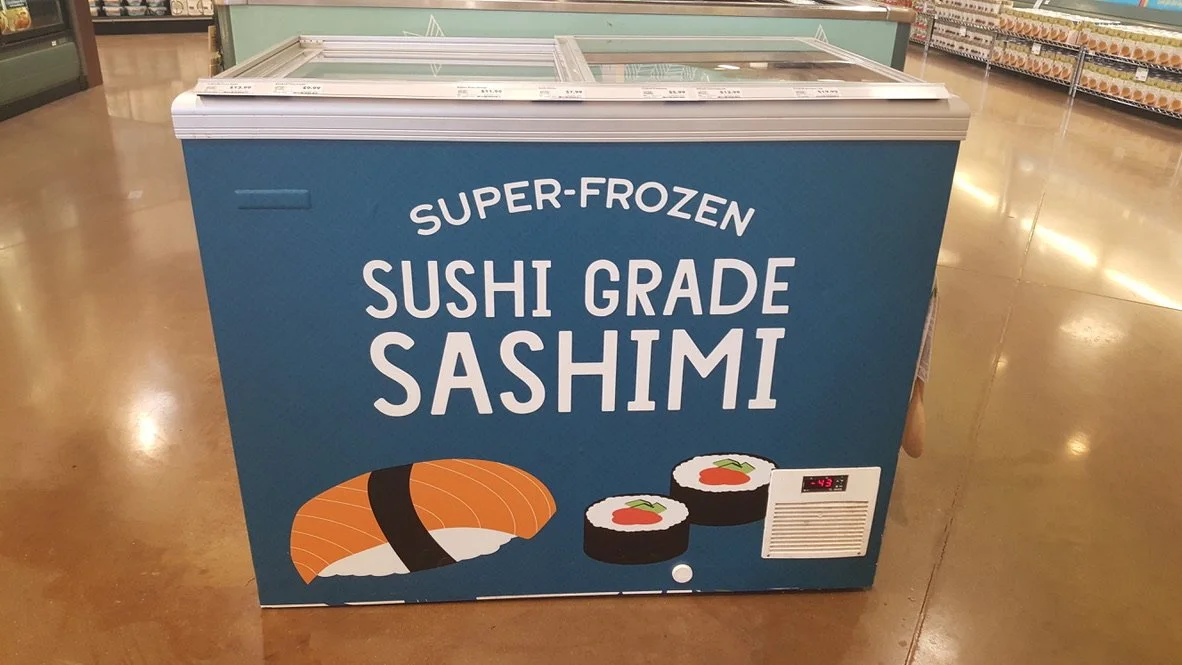 SUPER-FROZEN
SUSHI GRADE
SASHIMI
-43